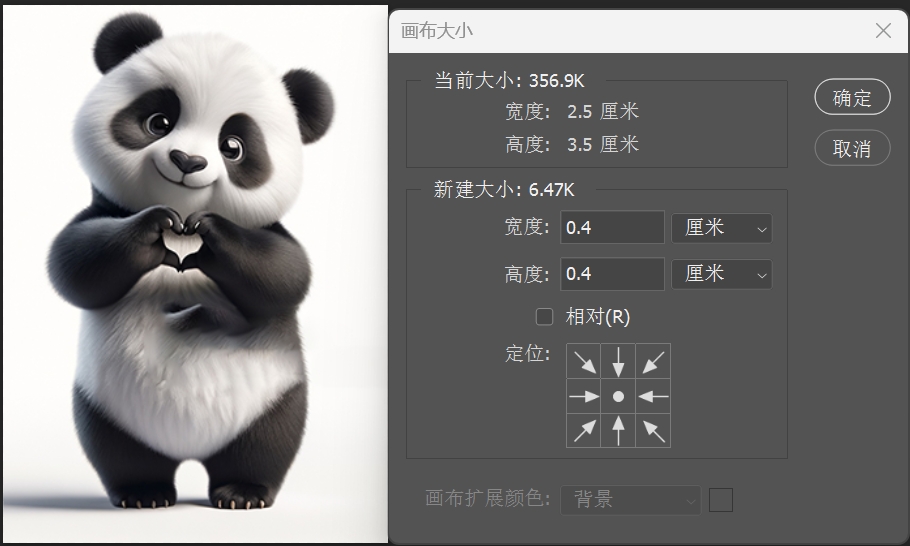 画布大小
当前大小: 356.9K
宽度: 2.5 厘米
高度: 3.5 厘米
确定
取消
新建大小: 6.47K
宽度: 0.4 厘米
高度: 0.4 厘米
相对(R)
定位:
画布扩展颜色: 背景